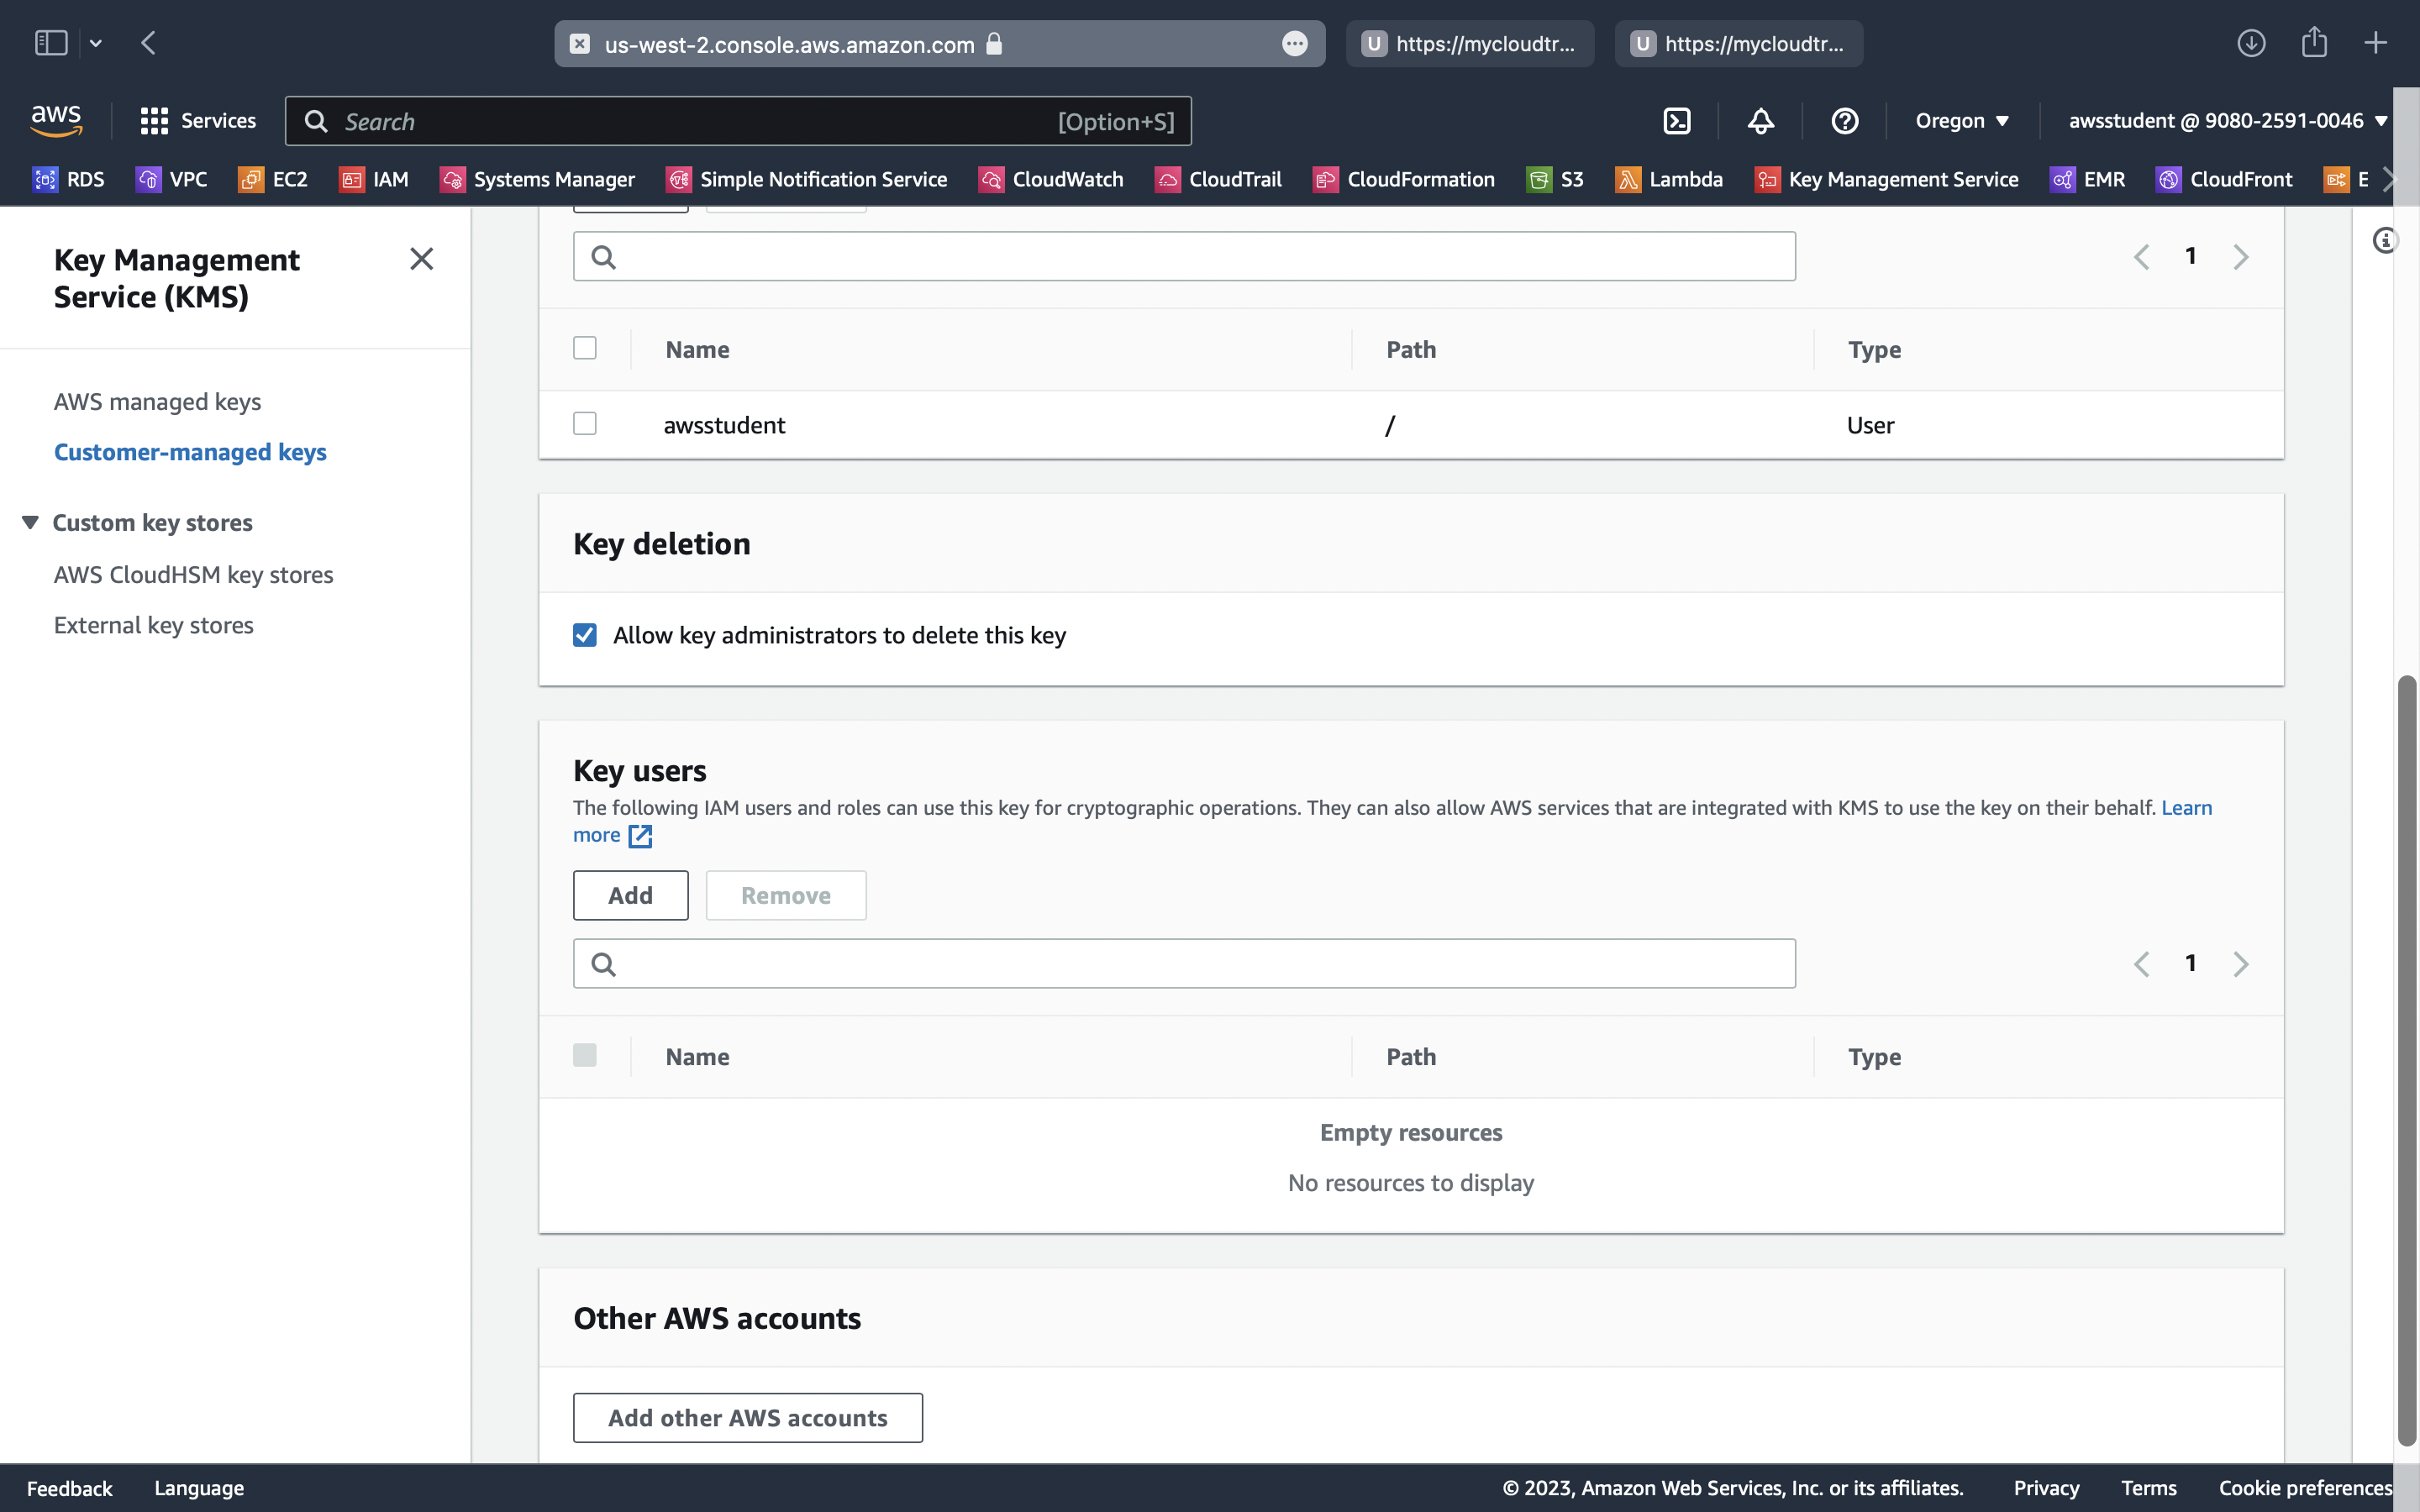 us-west-2.console.aws.amazon.com
U https://mycloudtr...
U https://mycloudtr...
aws
Services
Search
[Option+S]
Oregon
awsstudent @ 9080-2591-0046
RDS
VPC
EC2
IAM
Systems Manager
Simple Notification Service
CloudWatch
CloudTrail
CloudFormation
S3
Lambda
Key Management Service
EMR
CloudFront
E
Key Management
Service (KMS)
AWS managed keys
Customer-managed keys
Custom key stores
AWS CloudHSM key stores
External key stores
1
Name Path Type
awsstudent / User
Key deletion
Allow key administrators to delete this key
Key users
The following IAM users and roles can use this key for cryptographic operations. They can also allow AWS services that are integrated with KMS to use the key on their behalf. Learn
more
Add Remove
1
Name Path Type
Empty resources
No resources to display
Other AWS accounts
Add other AWS accounts
Feedback Language © 2023, Amazon Web Services, Inc. or its affiliates. Privacy Terms Cookie preferences